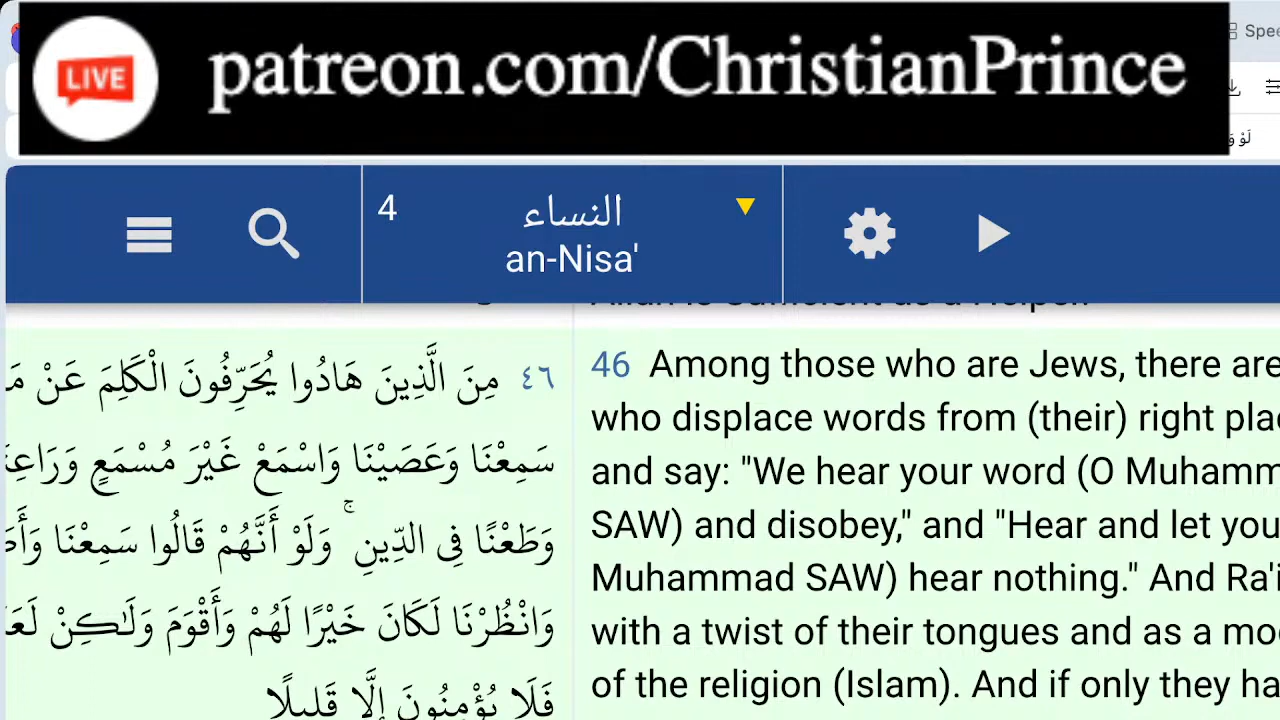 LIVE
patreon.com/ChristianPrince
4
النساء
an-Nisa'
٤٦ مِنَ الَّذِينَ هَادُوا يُحَرِّفُونَ الْكَلِمَ عَنْ
سَمِعْنَا وَعَصَيْنَا وَاسْمَعْ غَيْرَ مُسْمَعٍ
وَطَعْنًا فِى الدِّينِ ۚ وَلَوْ أَنَّهُمْ قَالُوا سَمِعْنَا
وَانْظُرْنَا لَكَانَ خَيْرًا لَهُمْ وَأَقْوَمَ وَلَٰكِنْ
فَلَا يُؤْمِنُونَ إِلَّا قَلِيلًا
46 Among those who are Jews, there are
who displace words from (their) right
and say: "We hear your word (O
SAW) and disobey," and "Hear and let
Muhammad SAW) hear nothing." And
with a twist of their tongues and as a
of the religion (Islam). And if only they